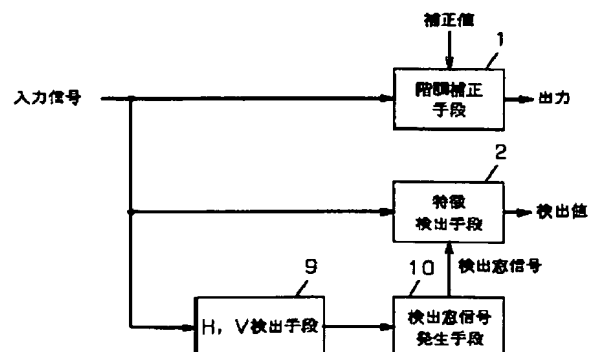 補正値
1
入力信号
階調補正
手段
出力
2
特徴
検出手段
検出値
検出窓信号
9
10
H,V検出手段
検出窓信号
発生手段